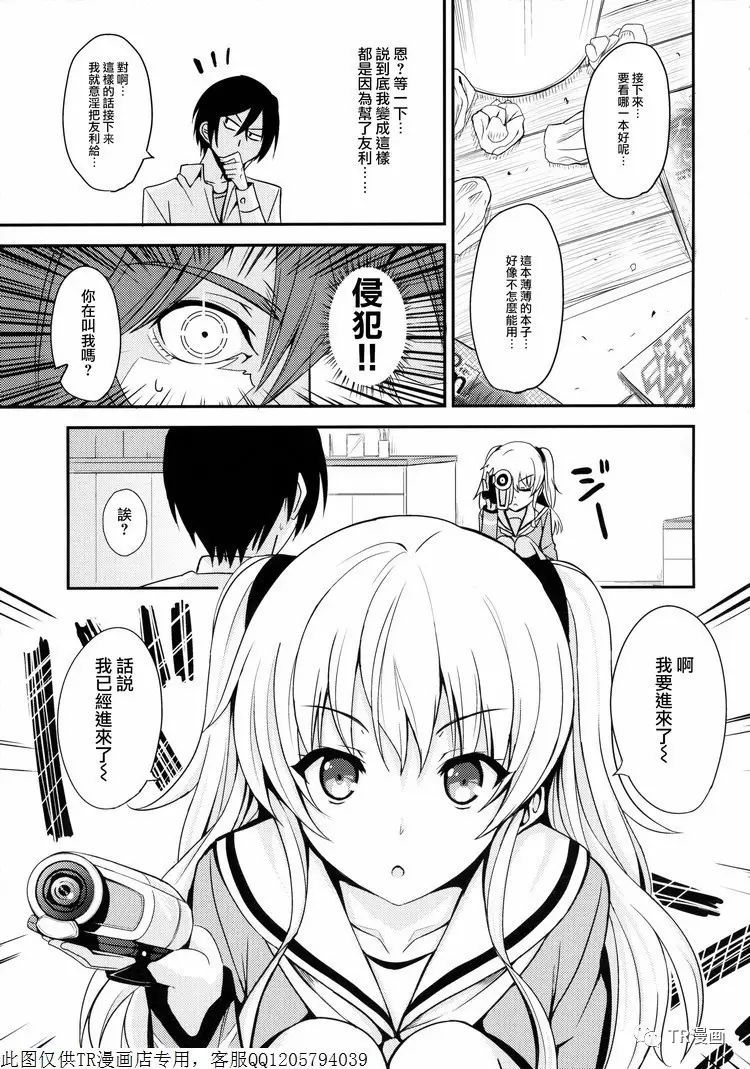 接下來…
要看哪一本好呢…
這本薄薄的本子
好像不怎麼能用…
恩?等一下…
說到底我變成這樣
都是因為幫了友利……
對啊…
這樣的話接下來
我就意淫把友利給…
侵犯!!
你在叫我嗎?
ジー
誒?
啊
我要進來了~
話説
我已經進來了~
TR漫画
此图仅供TR漫画店专用，客服QQ1205794039